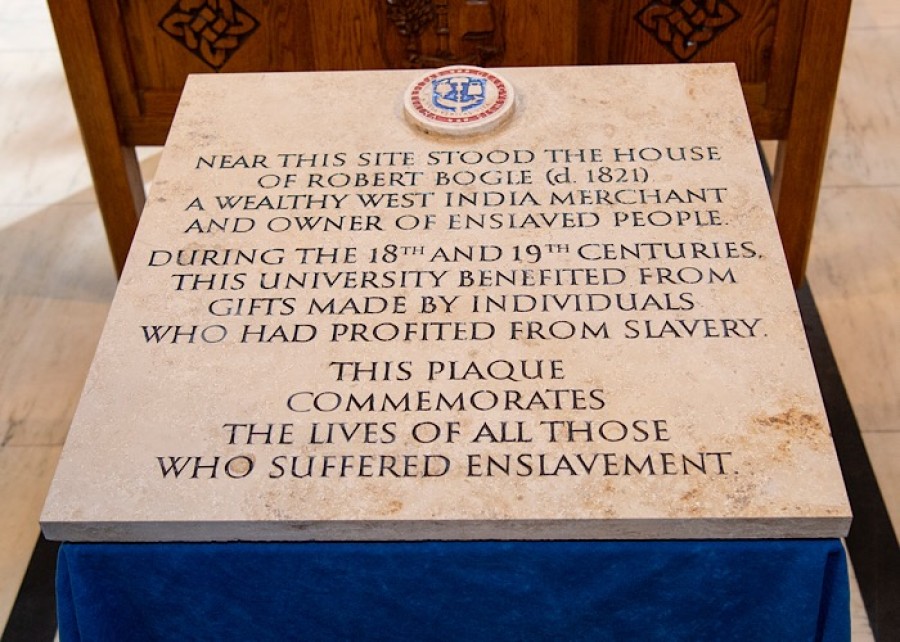 NEAR THIS SITE STOOD THE HOUSE
OF ROBERT BOGLE (d. 1821)
A WEALTHY WEST INDIA MERCHANT
AND OWNER OF ENSLAVED PEOPLE.
DURING THE 18TH AND 19TH CENTURIES,
THIS UNIVERSITY BENEFITED FROM
GIFTS MADE BY INDIVIDUALS
WHO HAD PROFITED FROM SLAVERY.
THIS PLAQUE
COMMEMORATES
THE LIVES OF ALL THOSE
WHO SUFFERED ENSLAVEMENT.